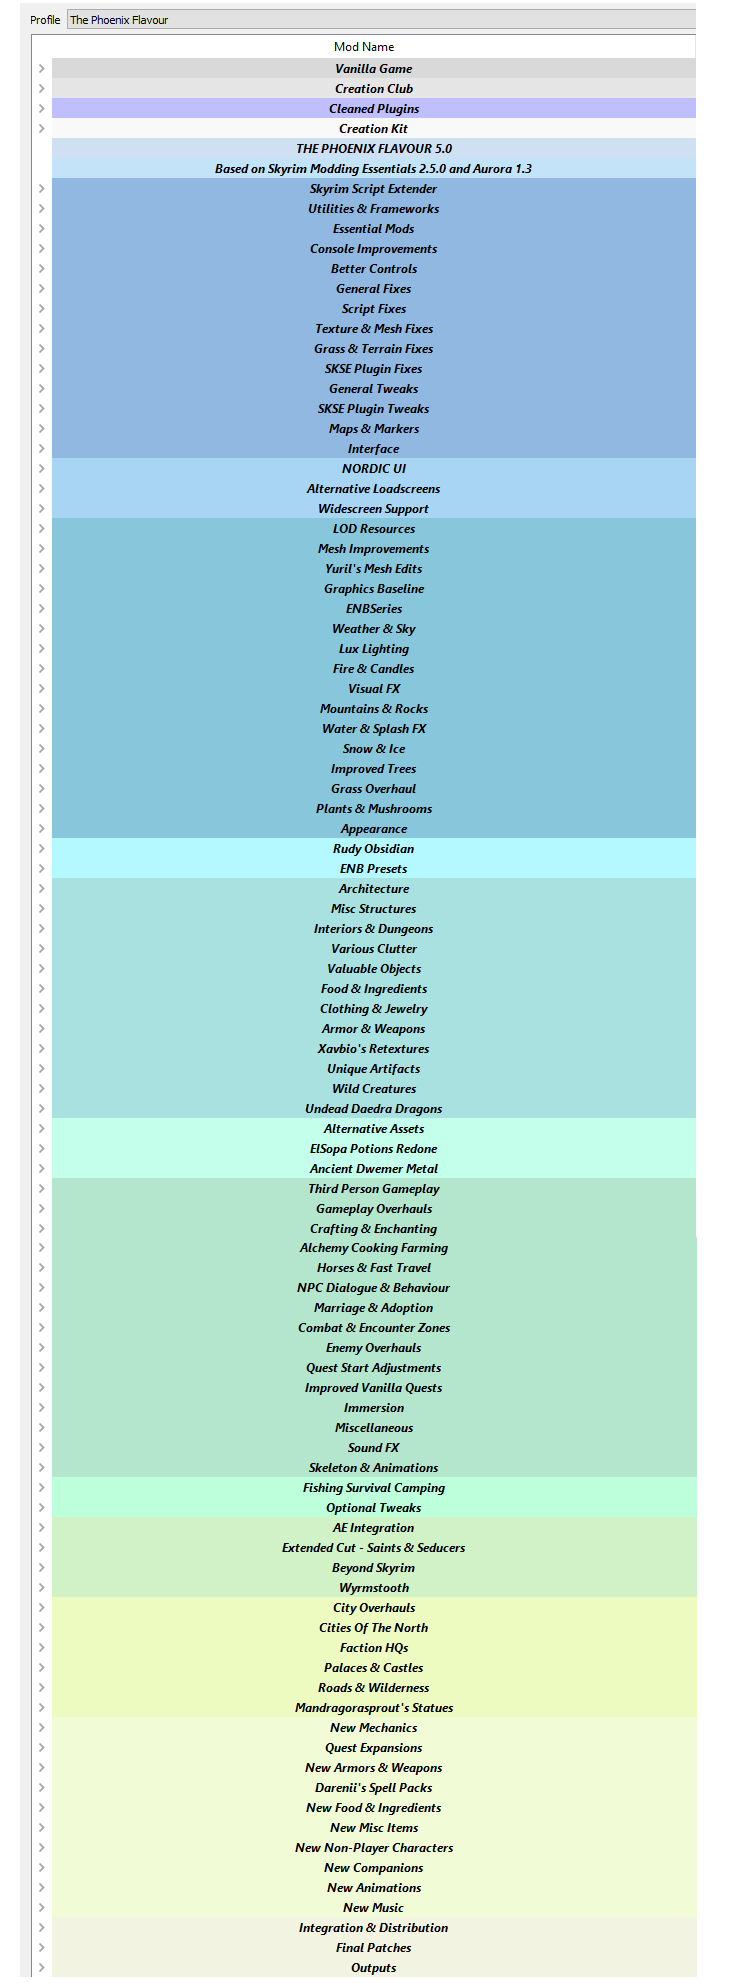 Profile The Phoenix Flavour
Mod Name
Vanilla Game
Creation Club
Cleaned Plugins
Creation Kit
THE PHOENIX FLAVOUR 5.0
Based on Skyrim Modding Essentials 2.5.0 and Aurora 1.3
Skyrim Script Extender
Utilities & Frameworks
Essential Mods
Console Improvements
Better Controls
General Fixes
Script Fixes
Texture & Mesh Fixes
Grass & Terrain Fixes
SKSE Plugin Fixes
General Tweaks
SKSE Plugin Tweaks
Maps & Markers
Interface
NORDIC UI
Alternative Loadscreens
Widescreen Support
LOD Resources
Mesh Improvements
Yuril's Mesh Edits
Graphics Baseline
ENBSeries
Weather & Sky
Lux Lighting
Fire & Candles
Visual FX
Mountains & Rocks
Water & Splash FX
Snow & Ice
Improved Trees
Grass Overhaul
Plants & Mushrooms
Appearance
Rudy Obsidian
ENB Presets
Architecture
Misc Structures
Interiors & Dungeons
Various Clutter
Valuable Objects
Food & Ingredients
Clothing & Jewelry
Armor & Weapons
Xavbio's Retextures
Unique Artifacts
Wild Creatures
Undead Daedra Dragons
Alternative Assets
ElSopa Potions Redone
Ancient Dwemer Metal
Third Person Gameplay
Gameplay Overhauls
Crafting & Enchanting
Alchemy Cooking Farming
Horses & Fast Travel
NPC Dialogue & Behaviour
Marriage & Adoption
Combat & Encounter Zones
Enemy Overhauls
Quest Start Adjustments
Improved Vanilla Quests
Immersion
Miscellaneous
Sound FX
Skeleton & Animations
Fishing Survival Camping
Optional Tweaks
AE Integration
Extended Cut - Saints & Seducers
Beyond Skyrim
Wyrmstooth
City Overhauls
Cities Of The North
Faction HQs
Palaces & Castles
Roads & Wilderness
Mandragorasprout's Statues
New Mechanics
Quest Expansions
New Armors & Weapons
Darenii's Spell Packs
New Food & Ingredients
New Misc Items
New Non-Player Characters
New Companions
New Animations
New Music
Integration & Distribution
Final Patches
Outputs